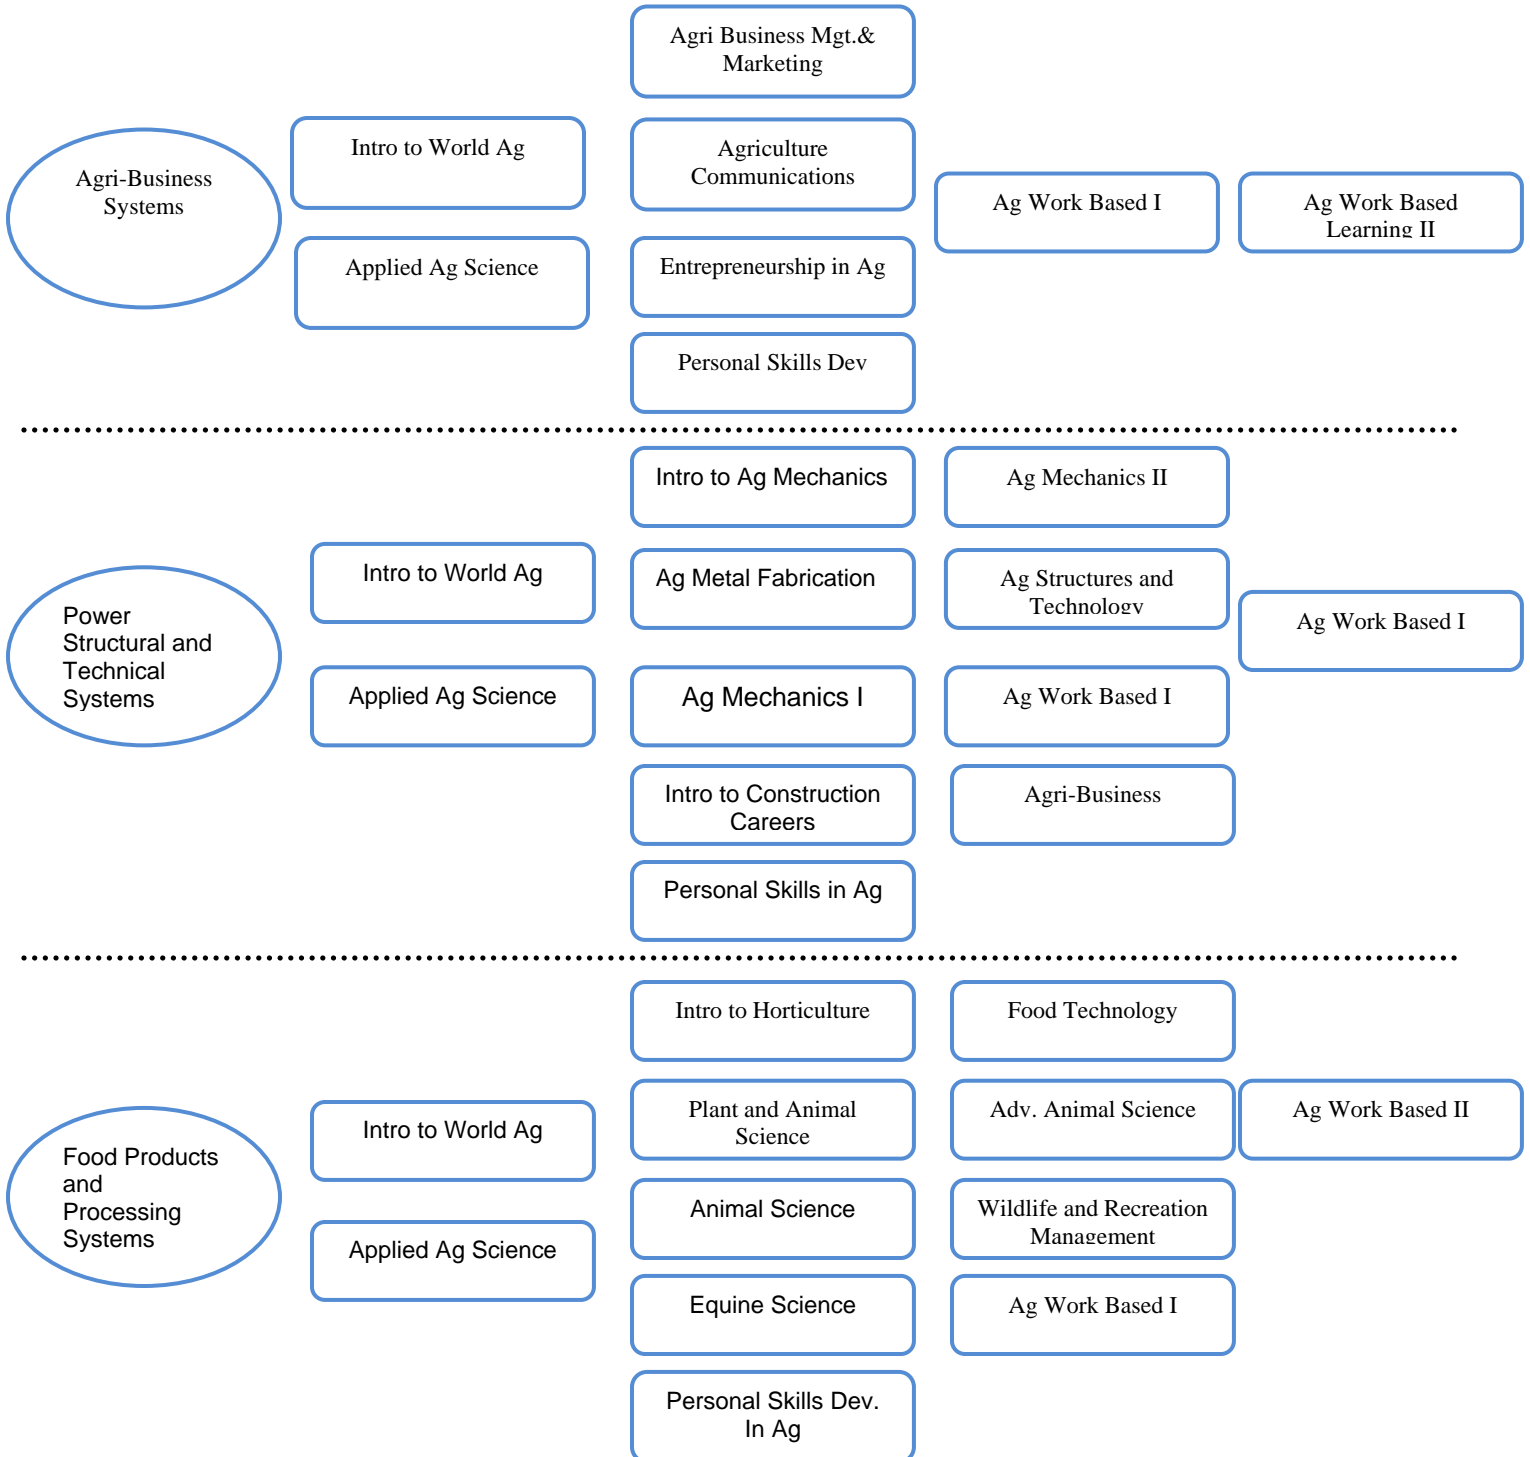 Agri-Business
Systems
Intro to World Ag
Applied Ag Science
Agri Business Mgt.&
Marketing
Agriculture
Communications
Entrepreneurship in Ag
Personal Skills Dev
Ag Work Based I
Ag Work Based
Learning II
Power
Structural and
Technical
Systems
Intro to World Ag
Applied Ag Science
Intro to Ag Mechanics
Ag Metal Fabrication
Ag Mechanics I
Intro to Construction
Careers
Personal Skills in Ag
Ag Mechanics II
Ag Structures and
Technology
Ag Work Based I
Agri-Business
Ag Work Based I
Food Products
and
Processing
Systems
Intro to World Ag
Applied Ag Science
Intro to Horticulture
Plant and Animal
Science
Animal Science
Equine Science
Personal Skills Dev.
In Ag
Food Technology
Adv. Animal Science
Wildlife and Recreation
Management
Ag Work Based I
Ag Work Based II